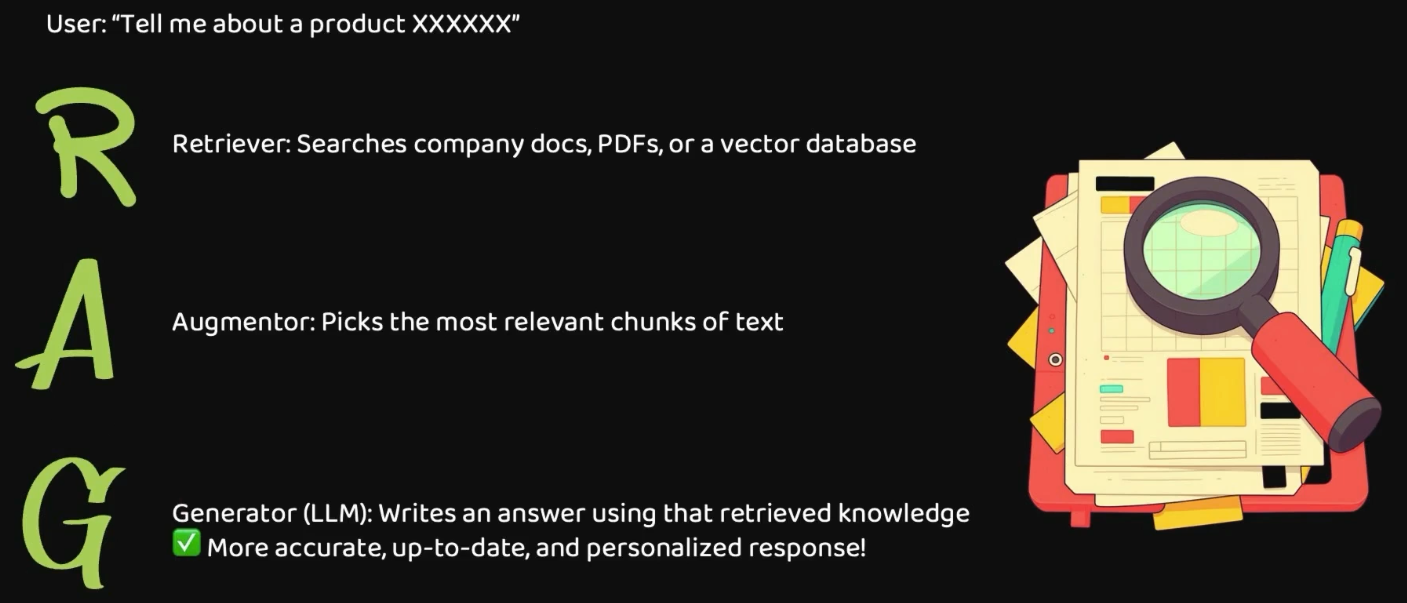 User: “Tell me about a product XXXXXX”
R
Retriever: Searches company docs, PDFs, or a vector database
A
Augmentor: Picks the most relevant chunks of text
G
Generator (LLM): Writes an answer using that retrieved knowledge
✅ More accurate, up-to-date, and personalized response!